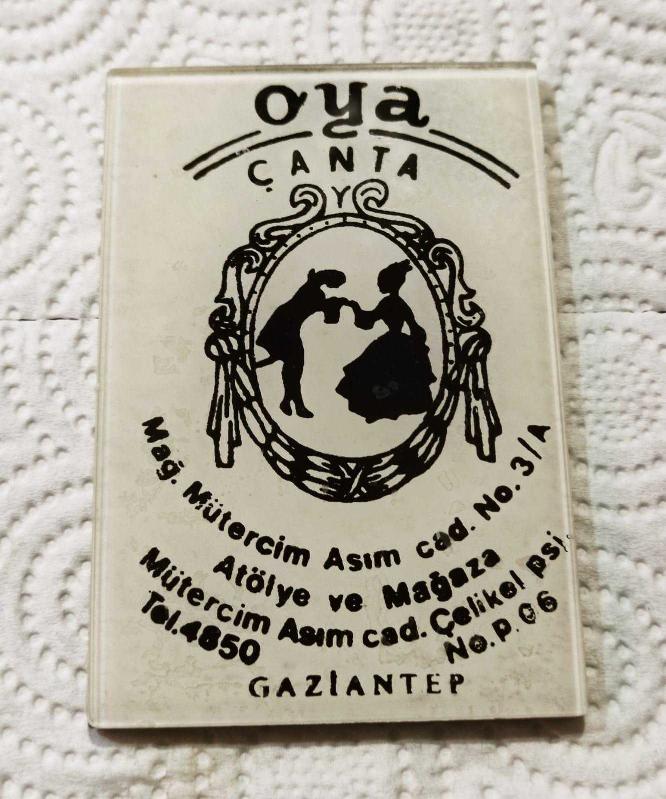 oya
ÇANTA
Mağ. Mütercim Asım cad. No. 3/A
Atölye ve Mağaza
Mütercim Asım cad. Çelikel psj.
Tel.4850 No.P.G6
GAZİANTEP